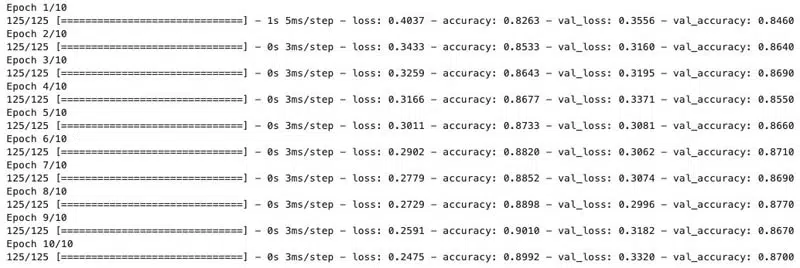 Epoch 1/10
125/125 [==============================] - 1s 5ms/step - loss: 0.4037 - accuracy: 0.8263 - val_loss: 0.3556 - val_accuracy: 0.8460
Epoch 2/10
125/125 [==============================] - 0s 3ms/step - loss: 0.3433 - accuracy: 0.8533 - val_loss: 0.3160 - val_accuracy: 0.8640
Epoch 3/10
125/125 [==============================] - 0s 3ms/step - loss: 0.3259 - accuracy: 0.8643 - val_loss: 0.3195 - val_accuracy: 0.8690
Epoch 4/10
125/125 [==============================] - 0s 3ms/step - loss: 0.3166 - accuracy: 0.8677 - val_loss: 0.3371 - val_accuracy: 0.8550
Epoch 5/10
125/125 [==============================] - 0s 3ms/step - loss: 0.3011 - accuracy: 0.8733 - val_loss: 0.3081 - val_accuracy: 0.8660
Epoch 6/10
125/125 [==============================] - 0s 3ms/step - loss: 0.2902 - accuracy: 0.8820 - val_loss: 0.3062 - val_accuracy: 0.8710
Epoch 7/10
125/125 [==============================] - 0s 3ms/step - loss: 0.2779 - accuracy: 0.8852 - val_loss: 0.3074 - val_accuracy: 0.8690
Epoch 8/10
125/125 [==============================] - 0s 3ms/step - loss: 0.2729 - accuracy: 0.8898 - val_loss: 0.2996 - val_accuracy: 0.8770
Epoch 9/10
125/125 [==============================] - 0s 3ms/step - loss: 0.2591 - accuracy: 0.9010 - val_loss: 0.3182 - val_accuracy: 0.8670
Epoch 10/10
125/125 [==============================] - 0s 3ms/step - loss: 0.2475 - accuracy: 0.8992 - val_loss: 0.3320 - val_accuracy: 0.8700